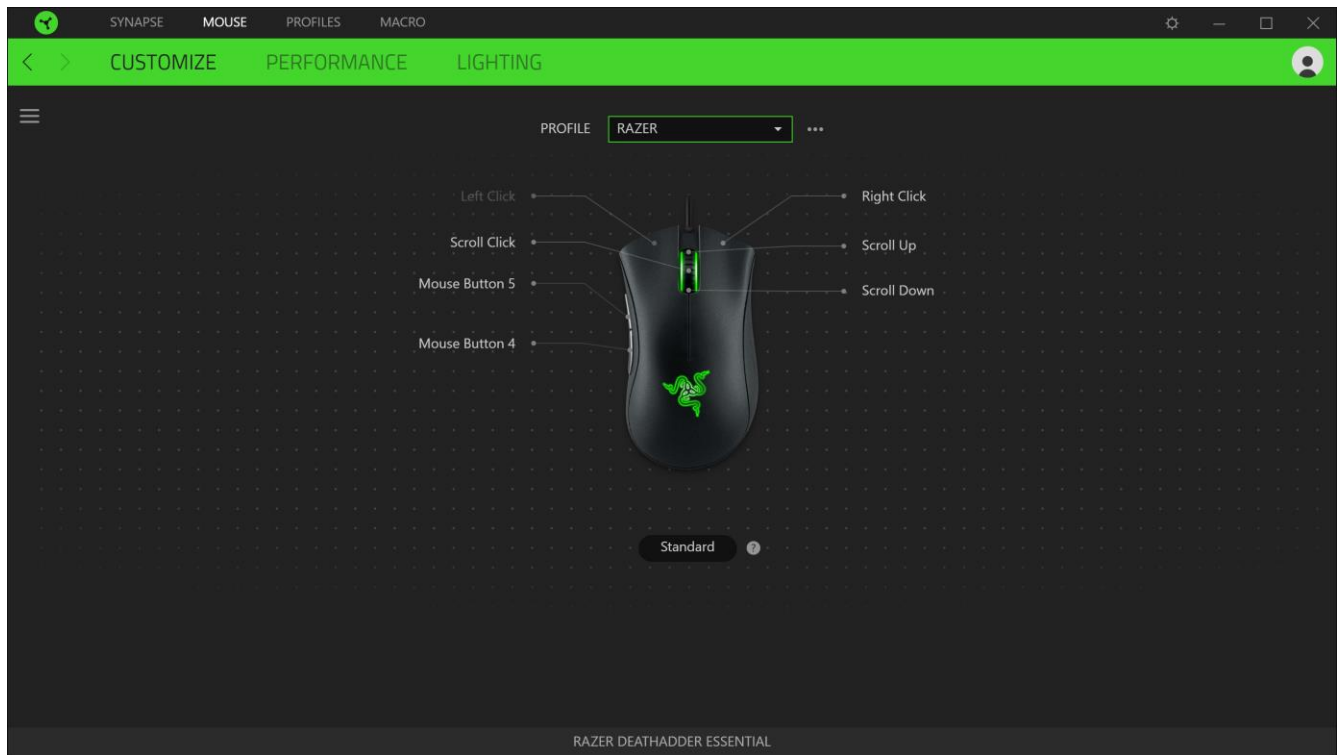 SYNAPSE MOUSE PROFILES MACRO
CUSTOMIZE PERFORMANCE LIGHTING
PROFILE RAZER
Left Click
Right Click
Scroll Click
Scroll Up
Mouse Button 5
Scroll Down
Mouse Button 4
Standard ?
RAZER DEATHADDER ESSENTIAL